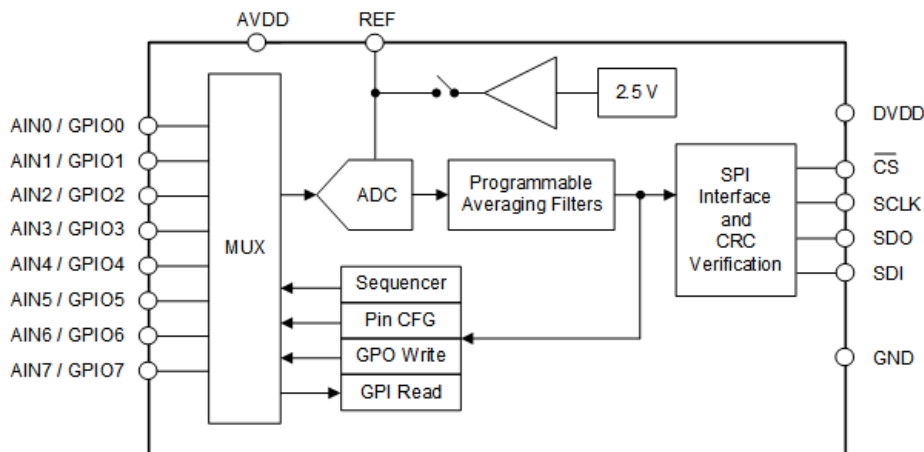 AVDD
REF
2.5 V
AIN0 / GPIO0
AIN1 / GPIO1
AIN2 / GPIO2
AIN3 / GPIO3
AIN4 / GPIO4
AIN5 / GPIO5
AIN6 / GPIO6
AIN7 / GPIO7
MUX
ADC
Programmable
Averaging Filters
Sequencer
Pin CFG
GPO Write
GPI Read
SPI
Interface
and
CRC
Verification
DVDD
CS
SCLK
SDO
SDI
GND